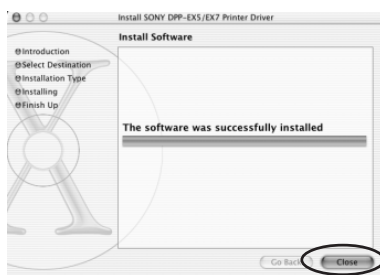 Install SONY DPP-EX5/EX7 Printer Driver
Install Software
Introduction
Select Destination
Installation Type
Installing
Finish Up
The software was successfully installed
Go Back
Close